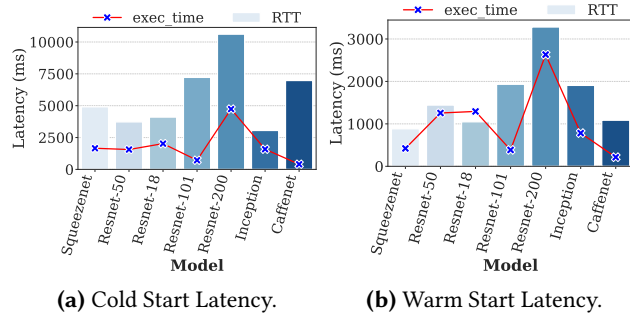 exec_time RTT
Latency (ms)
10000
7500
5000
2500
0
Squeezenet
Resnet-50
Resnet-18
Resnet-101
Resnet-200
Inception
Caffenet
Model
(a) Cold Start Latency.
exec_time RTT
Latency (ms)
3000
2000
1000
0
Squeezenet
Resnet-50
Resnet-18
Resnet-101
Resnet-200
Inception
Caffenet
Model
(b) Warm Start Latency.